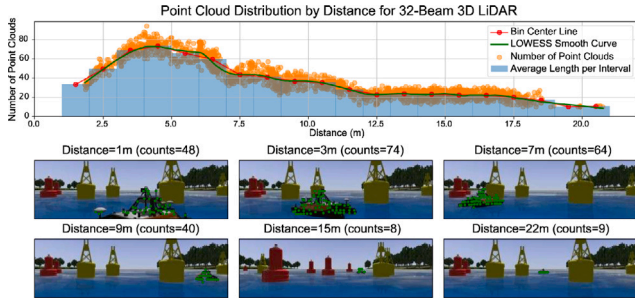 Point Cloud Distribution by Distance for 32-Beam 3D LiDAR
Number of Point Clouds
80
60
40
20
0
Bin Center Line
LOWESS Smooth Curve
Number of Point Clouds
Average Length per Interval
0.0 2.5 5.0 7.5 10.0 12.5 15.0 17.5 20.0
Distance (m)
Distance=1m (counts=48) Distance=3m (counts=74) Distance=7m (counts=64)
Distance=9m (counts=40) Distance=15m (counts=8) Distance=22m (counts=9)